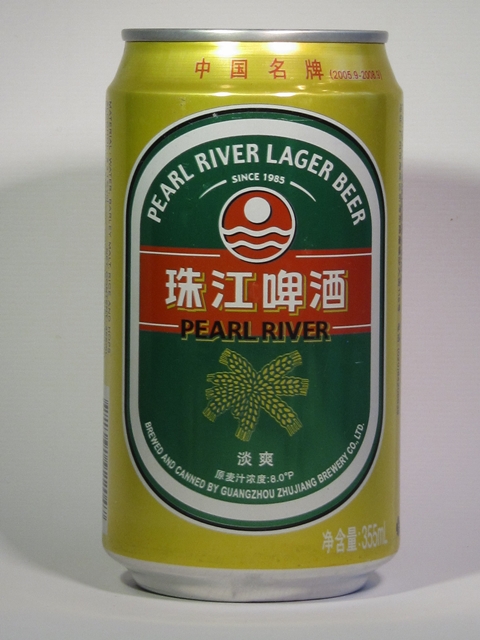 中国名牌 (2005.9-2008.9)
PEARL RIVER LAGER BEER
SINCE 1985
珠江啤酒
PEARL RIVER
淡爽
原麦汁浓度:8.0°P
BREWED AND CANNED BY GUANGZHOU ZHUJIANG BREWERY CO., LTD.
净含量:355mL